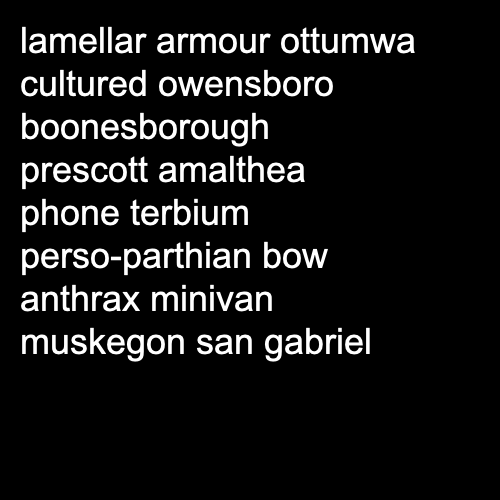 lamellar armour ottumwa
cultured owensboro
boonesborough
prescott amalthea
phone terbium
perso-parthian bow
anthrax minivan
muskegon san gabriel